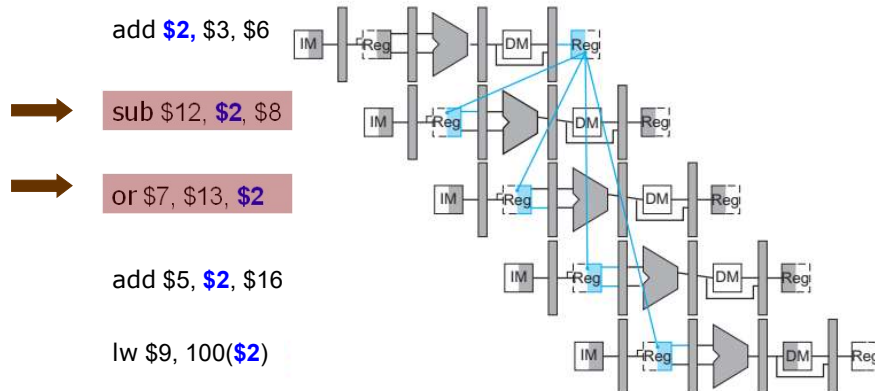 add $2, $3, $6
IM Reg DM Reg
sub $12, $2, $8
IM Reg DM Reg
or $7, $13, $2
IM Reg DM Reg
add $5, $2, $16
IM Reg DM Reg
lw $9, 100($2)
IM Reg DM Reg